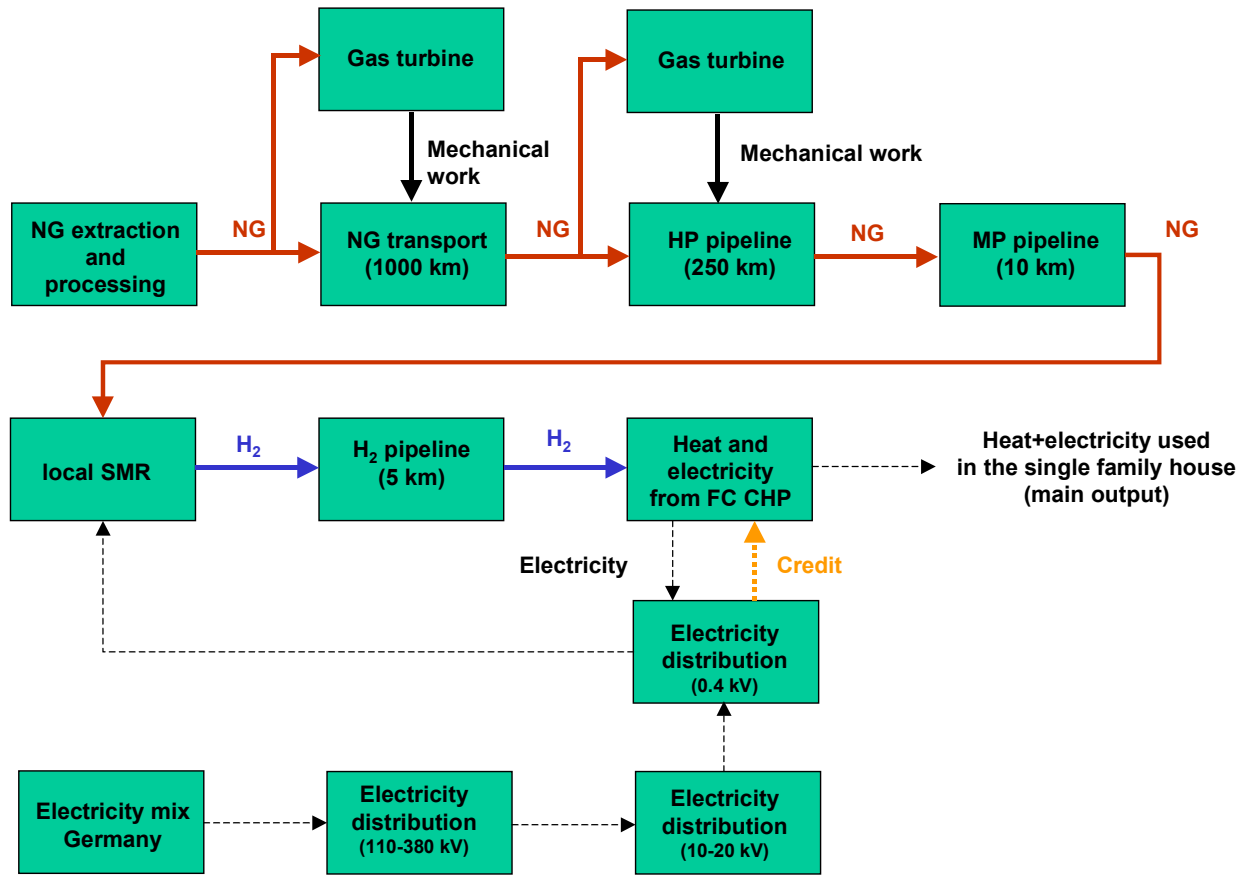 Gas turbine
Gas turbine
Mechanical
work
Mechanical work
NG extraction
and
processing
NG
NG transport
(1000 km)
NG
HP pipeline
(250 km)
NG
MP pipeline
(10 km)
NG
local SMR
H₂
H₂ pipeline
(5 km)
H₂
Heat and
electricity
from FC CHP
Heat+electricity used
in the single family house
(main output)
Electricity
Credit
Electricity
distribution
(0.4 kV)
Electricity mix
Germany
Electricity
distribution
(110-380 kV)
Electricity
distribution
(10-20 kV)